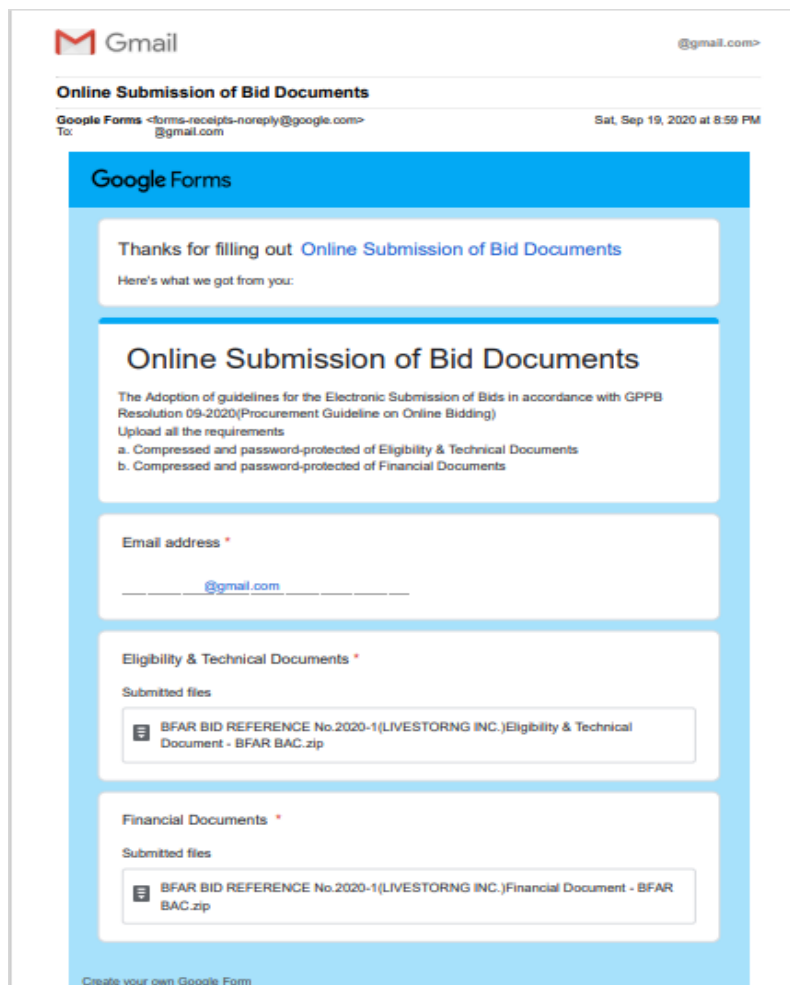 Gmail
@gmail.com>
Online Submission of Bid Documents
Google Forms <forms-receipts-noreply@google.com>
Sat, Sep 19, 2020 at 8:59 PM
To: @gmail.com
Google Forms
Thanks for filling out Online Submission of Bid Documents
Here's what we got from you:
Online Submission of Bid Documents
The Adoption of guidelines for the Electronic Submission of Bids in accordance with GPPB
Resolution 09-2020(Procurement Guideline on Online Bidding)
Upload all the requirements
a. Compressed and password-protected of Eligibility & Technical Documents
b. Compressed and password-protected of Financial Documents
Email address *
@gmail.com
Eligibility & Technical Documents *
Submitted files
BFAR BID REFERENCE No.2020-1(LIVESTORNG INC.)Eligibility & Technical
Document - BFAR BAC.zip
Financial Documents *
Submitted files
BFAR BID REFERENCE No.2020-1(LIVESTORNG INC.)Financial Document - BFAR
BAC.zip
Create your own Google Form